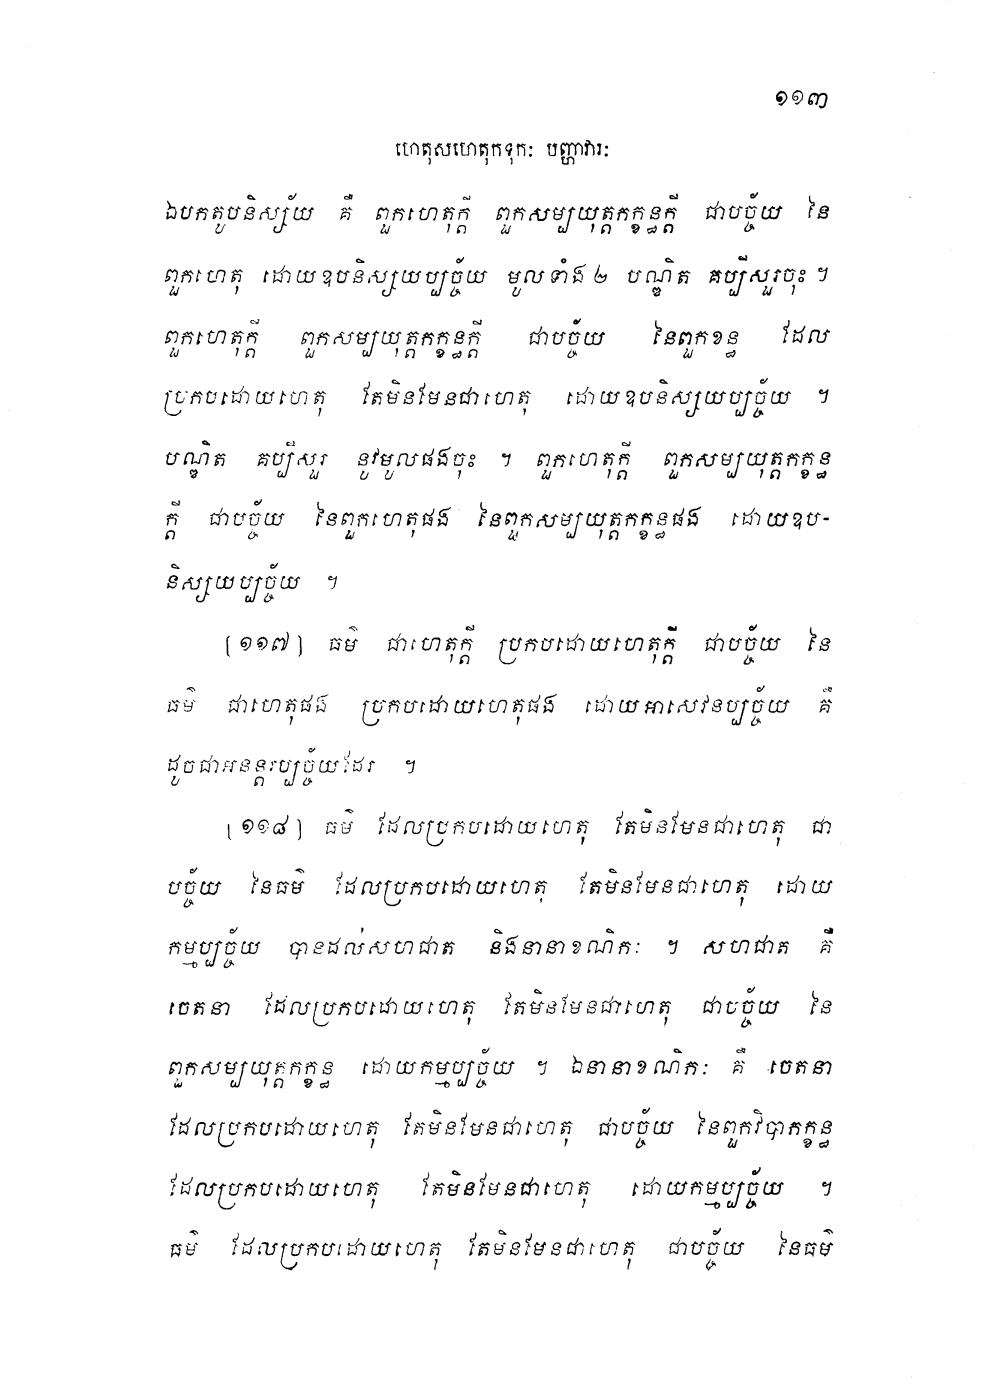 ១១៣
ហេតុសហេតុកទុកៈ បញ្ហាវារៈ
ឯបកតូបនិស្ស័យ គឺ ពួកហេតុក្តី ពួកសម្បយុត្តកក្ខន្ធក្តី ជាបច្ច័យ នៃ
ពួកហេតុ ដោយឧបនិស្សយប្បច្ច័យ មូលទាំង ២ បណ្ឌិត គប្បីសួរចុះ ។
ពួកហេតុក្តី ពួកសម្បយុត្តកក្ខន្ធក្តី ជាបច្ច័យ នៃពួកខន្ធ ដែល
ប្រកបដោយហេតុ តែមិនមែនជាហេតុ ដោយឧបនិស្សយប្បច្ច័យ ។
បណ្ឌិត គប្បីសួរ នូវមូលផងចុះ ។ ពួកហេតុក្តី ពួកសម្បយុត្តកក្ខន្ធ
ក្តី ជាបច្ច័យ នៃពួកហេតុផង នៃពួកសម្បយុត្តកក្ខន្ធផង ដោយឧប-
និស្សយប្បច្ច័យ ។
[១១៧] ធម៌ ជាហេតុក្តី ប្រកបដោយហេតុក្តី ជាបច្ច័យ នៃ
ធម៌ ជាហេតុផង ប្រកបដោយហេតុផង ដោយអាសេវនប្បច្ច័យ គឺ
ដូចជាអនន្តរប្បច្ច័យដែរ ។
[១១៨] ធម៌ ដែលប្រកបដោយហេតុ តែមិនមែនជាហេតុ ជា
បច្ច័យ នៃធម៌ ដែលប្រកបដោយហេតុ តែមិនមែនជាហេតុ ដោយ
កម្មប្បច្ច័យ បានដល់សហជាត និងនានាខណិកៈ ។ សហជាត គឺ
ចេតនា ដែលប្រកបដោយហេតុ តែមិនមែនជាហេតុ ជាបច្ច័យ នៃ
ពួកសម្បយុត្តកក្ខន្ធ ដោយកម្មប្បច្ច័យ ។ ឯនានាខណិកៈ គឺ ចេតនា
ដែលប្រកបដោយហេតុ តែមិនមែនជាហេតុ ជាបច្ច័យ នៃពួកវិបាកក្ខន្ធ
ដែលប្រកបដោយហេតុ តែមិនមែនជាហេតុ ដោយកម្មប្បច្ច័យ ។
ធម៌ ដែលប្រកបដោយហេតុ តែមិនមែនជាហេតុ ជាបច្ច័យ នៃធម៌